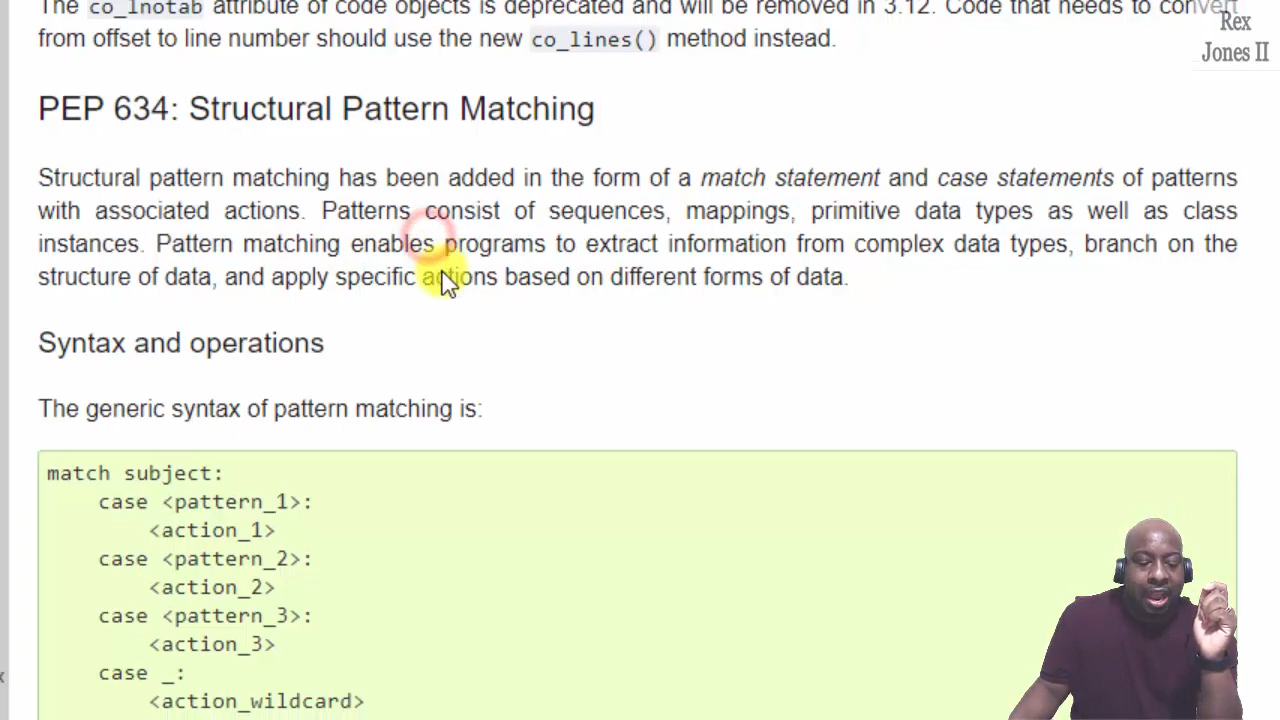 The co_lnotab attribute of code objects is deprecated and will be removed in 3.12. Code that needs to convert
from offset to line number should use the new co_lines() method instead.
Rex
Jones II
PEP 634: Structural Pattern Matching
Structural pattern matching has been added in the form of a match statement and case statements of patterns
with associated actions. Patterns consist of sequences, mappings, primitive data types as well as class
instances. Pattern matching enables programs to extract information from complex data types, branch on the
structure of data, and apply specific actions based on different forms of data.
Syntax and operations
The generic syntax of pattern matching is:
match subject:
    case <pattern_1>:
        <action_1>
    case <pattern_2>:
        <action_2>
    case <pattern_3>:
        <action_3>
    case _:
        <action_wildcard>